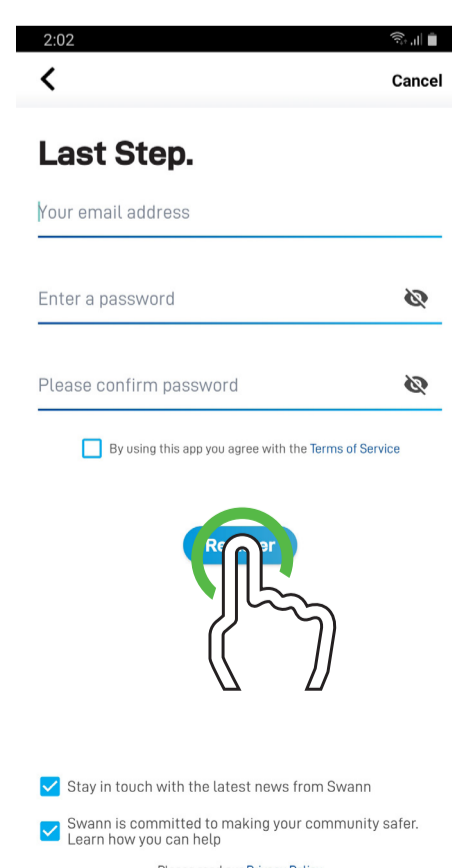 2:02
Cancel
Last Step.
Your email address
Enter a password
Please confirm password
By using this app you agree with the Terms of Service
Stay in touch with the latest news from Swann
Swann is committed to making your community safer.
Learn how you can help